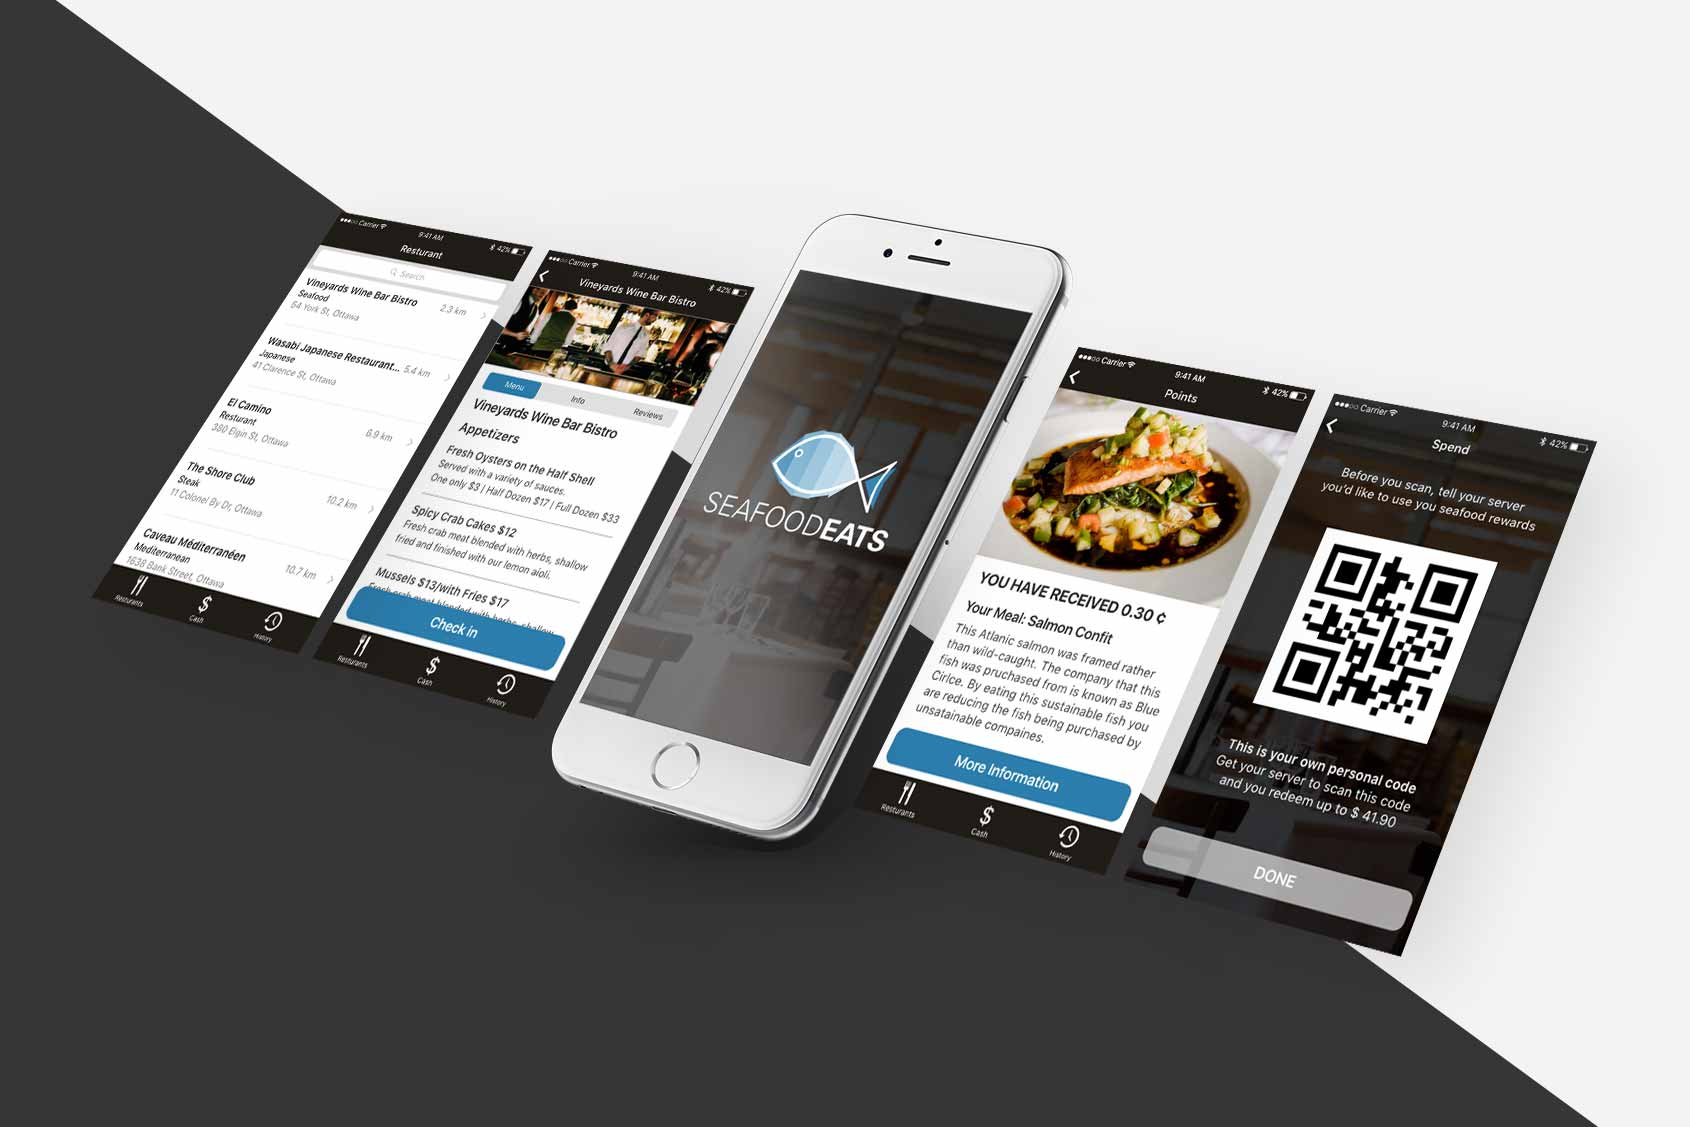 Carrier
9:41 AM
42%
Resturant
Search
Vineyards Wine Bar Bistro
Seafood
54 York St, Ottawa
2.3 km
Wasabi Japanese Restaurant...
Japanese
41 Clarence St, Ottawa
5.4 km
El Camino
Resturant
380 Elgin St, Ottawa
6.9 km
The Shore Club
Steak
11 Colonel By Dr, Ottawa
10.2 km
Caveau Méditerranéen
Mediterranean
1638 Bank Street, Ottawa
10.7 km
Resturants
Cash
History
Carrier
9:41 AM
42%
Vineyards Wine Bar Bistro
Menu
Info
Reviews
Vineyards Wine Bar Bistro
Appetizers
Fresh Oysters on the Half Shell
Served with a variety of sauces.
One only $3 | Half Dozen $17 | Full Dozen $33
Spicy Crab Cakes $12
Fresh crab meat blended with herbs, shallow
fried and finished with our lemon aioli.
Mussels $13/with Fries $17
Fresh crab meat blended with herbs, shallow
Check in
Resturants
Cash
History
SEAFOODEATS
Carrier
9:41 AM
42%
Points
YOU HAVE RECEIVED 0.30 ¢
Your Meal: Salmon Confit
This Atlanic salmon was framed rather
than wild-caught. The company that this
fish was pruchased from is known as Blue
Cirlce. By eating this sustainable fish you
are reducing the fish being purchased by
unsatainable compaines.
More Information
Resturants
Cash
History
Carrier
9:41 AM
42%
Spend
Before you scan, tell your server
you'd like to use you seafood rewards
This is your own personal code
Get your server to scan this code
and you redeem up to $ 41.90
DONE